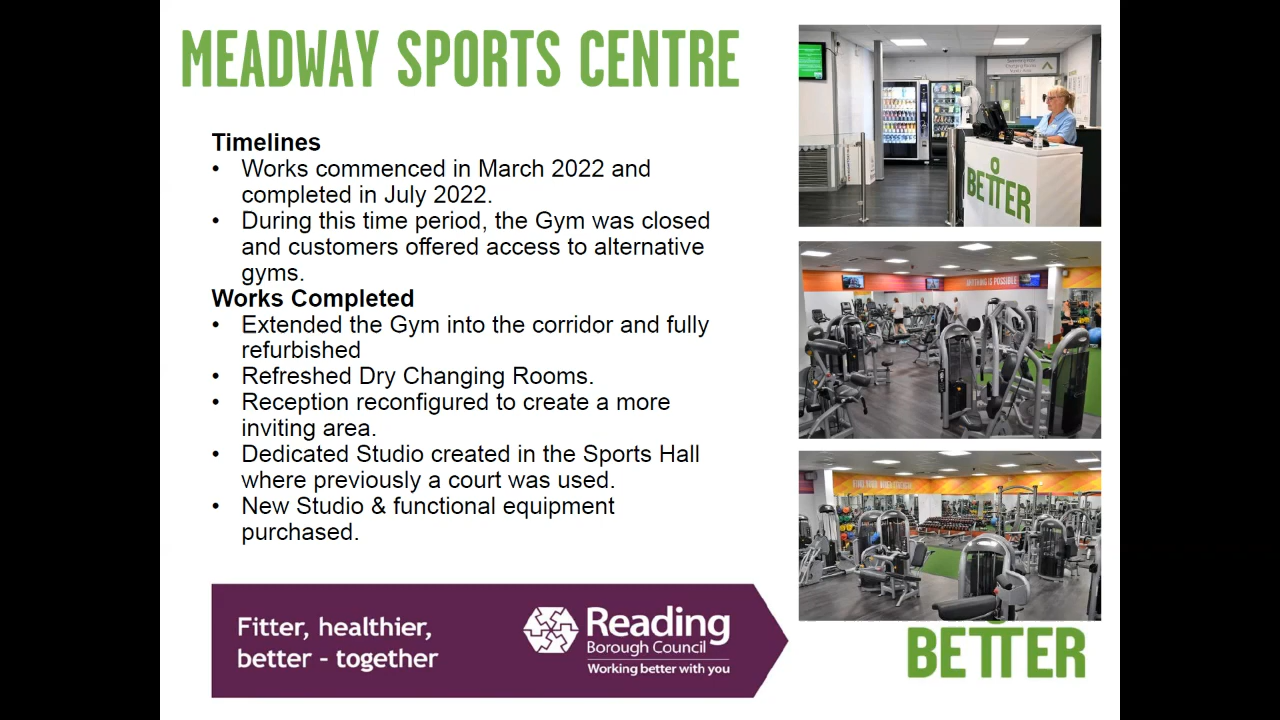 MEADWAY SPORTS CENTRE
Timelines
• Works commenced in March 2022 and
completed in July 2022.
• During this time period, the Gym was closed
and customers offered access to alternative
gyms.
Works Completed
• Extended the Gym into the corridor and fully
refurbished
• Refreshed Dry Changing Rooms.
• Reception reconfigured to create a more
inviting area.
• Dedicated Studio created in the Sports Hall
where previously a court was used.
• New Studio & functional equipment
purchased.
Fitter, healthier,
better - together
Reading
Borough Council
Working better with you
BETTER
ANYTHING IS POSSIBLE
BETTER